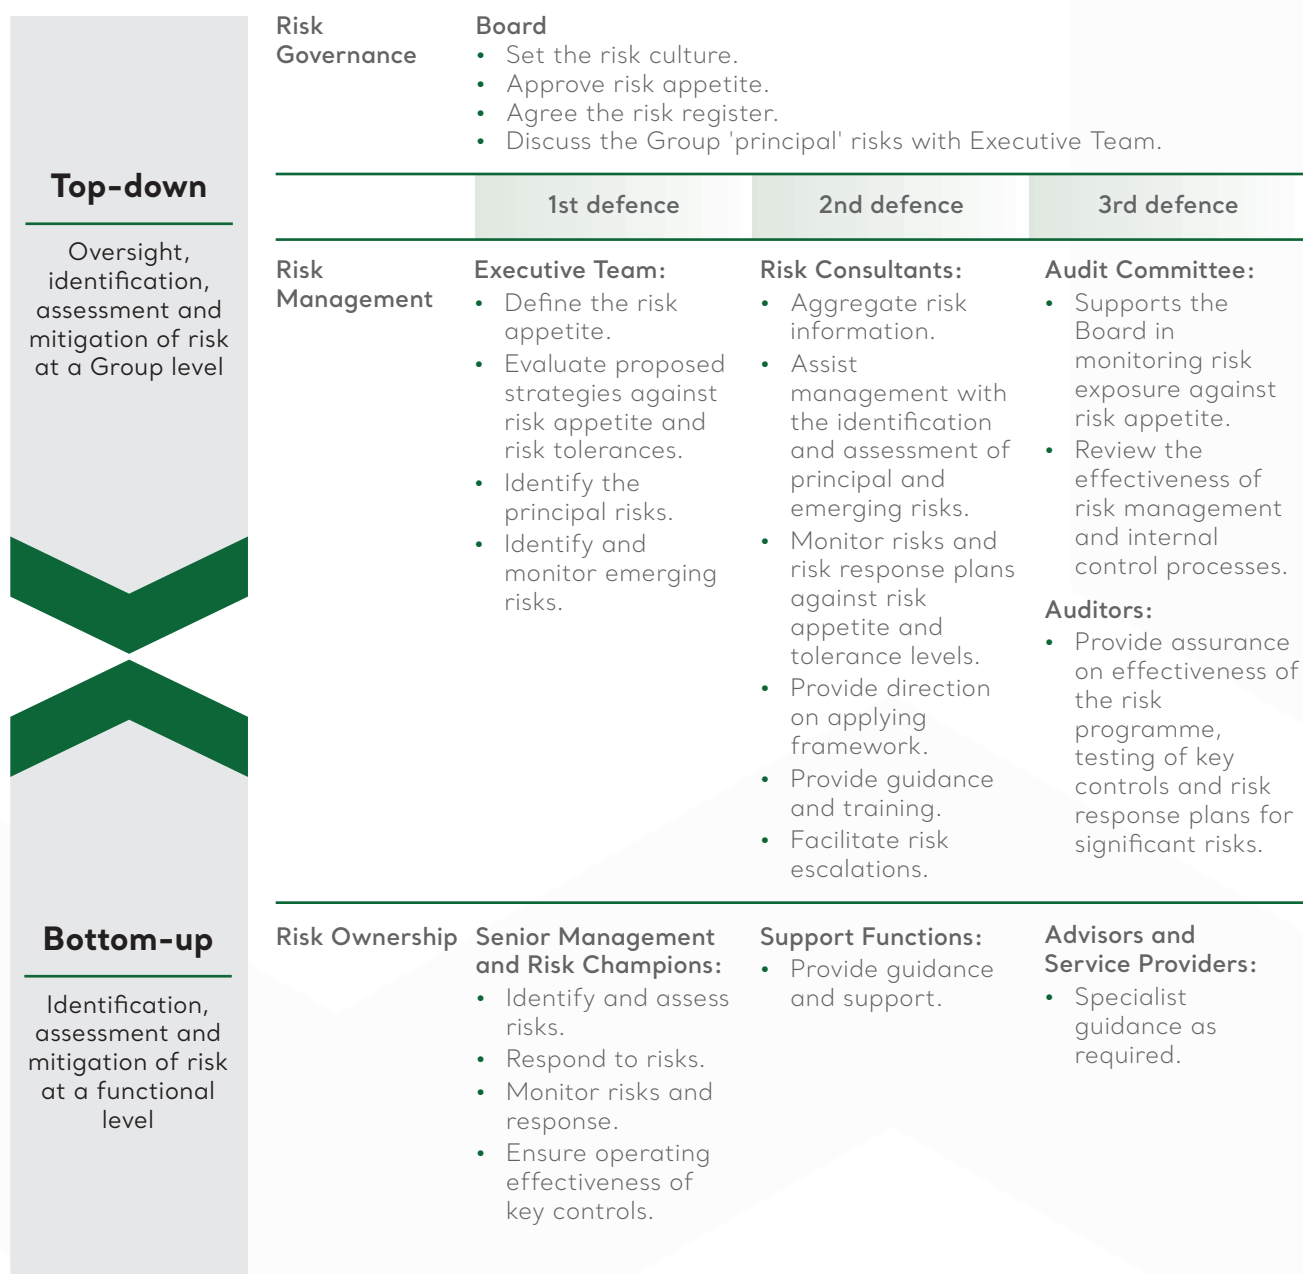 Top-down
Oversight,
identification,
assessment and
mitigation of risk
at a Group level
Bottom-up
Identification,
assessment and
mitigation of risk
at a functional
level
Risk
Governance
Board
• Set the risk culture.
• Approve risk appetite.
• Agree the risk register.
• Discuss the Group 'principal' risks with Executive Team.
1st defence
2nd defence
3rd defence
Risk
Management
Executive Team:
• Define the risk
appetite.
• Evaluate proposed
strategies against
risk appetite and
risk tolerances.
• Identify the
principal risks.
• Identify and
monitor emerging
risks.
Risk Consultants:
• Aggregate risk
information.
• Assist
management with
the identification
and assessment of
principal and
emerging risks.
• Monitor risks and
risk response plans
against risk
appetite and
tolerance levels.
• Provide direction
on applying
framework.
• Provide guidance
and training.
• Facilitate risk
escalations.
Audit Committee:
• Supports the
Board in
monitoring risk
exposure against
risk appetite.
• Review the
effectiveness of
risk management
and internal
control processes.
Auditors:
• Provide assurance
on effectiveness of
the risk
programme,
testing of key
controls and risk
response plans for
significant risks.
Risk Ownership
Senior Management
and Risk Champions:
• Identify and assess
risks.
• Respond to risks.
• Monitor risks and
response.
• Ensure operating
effectiveness of
key controls.
Support Functions:
• Provide guidance
and support.
Advisors and
Service Providers:
• Specialist
guidance as
required.